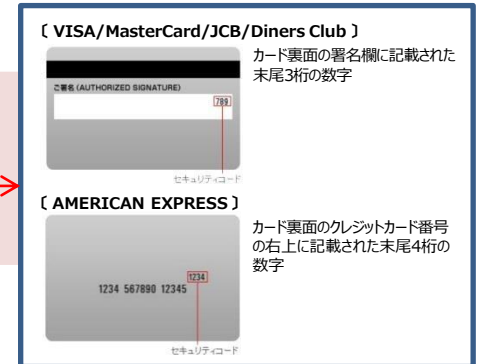 〔 VISA/MasterCard/JCB/Diners Club 〕
カード裏面の署名欄に記載された
末尾3桁の数字
ご署名 (AUTHORIZED SIGNATURE)
789
セキュリティコード
〔 AMERICAN EXPRESS 〕
カード裏面のクレジットカード番号
の右上に記載された末尾4桁の
数字
1234
1234 567890 12345
セキュリティコード